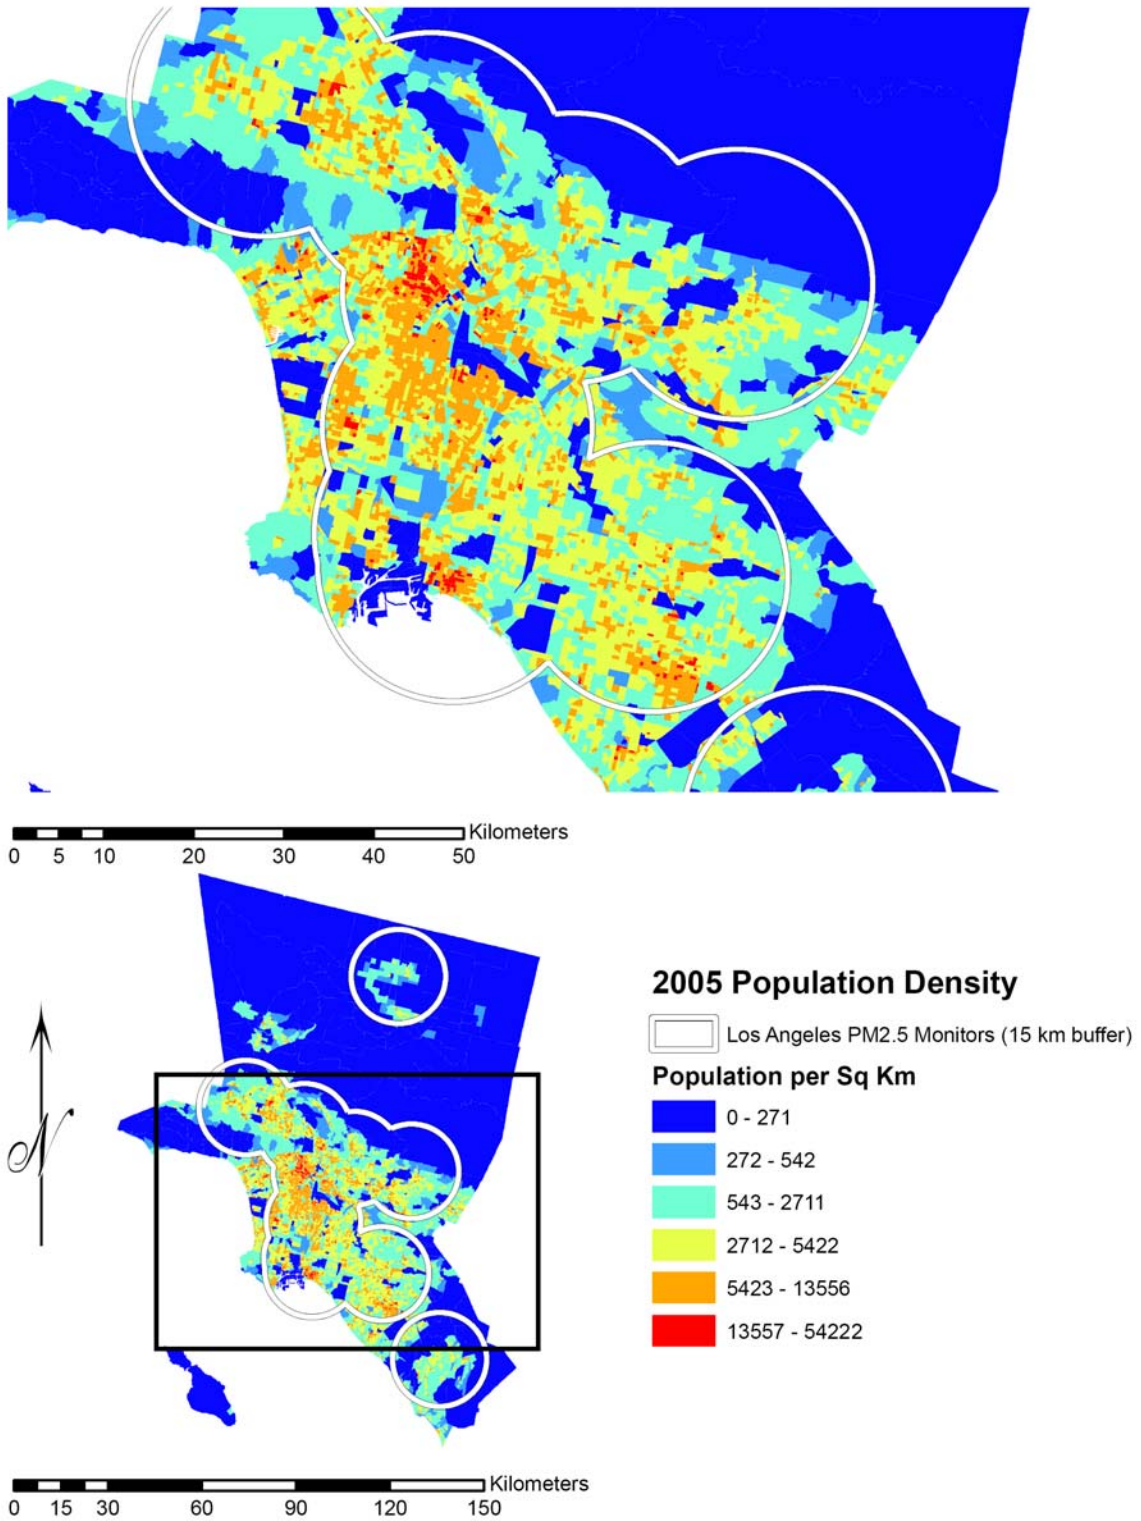 Kilometers
0 5 10 20 30 40 50
N
2005 Population Density
Los Angeles PM2.5 Monitors (15 km buffer)
Population per Sq Km
0 - 271
272 - 542
543 - 2711
2712 - 5422
5423 - 13556
13557 - 54222
Kilometers
0 15 30 60 90 120 150